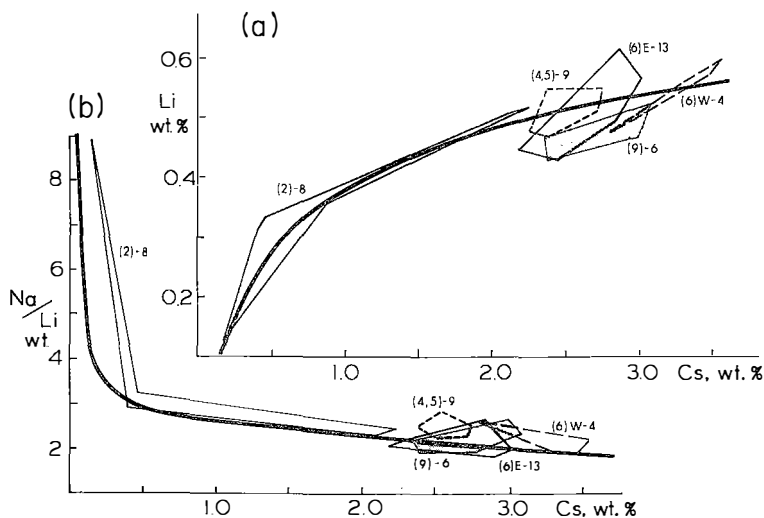 (a)
0.6
Li
wt.%
0.4
0.2
(2)-8
(4,5)-9
(6)E-13
(6)W-4
(9)-6
1.0
2.0
3.0
Cs, wt.%
(b)
8
6
Na/Li
wt.
4
2
(2)-8
(4,5)-9
(6)W-4
(9)-6
(6)E-13
1.0
2.0
3.0
Cs, wt.%